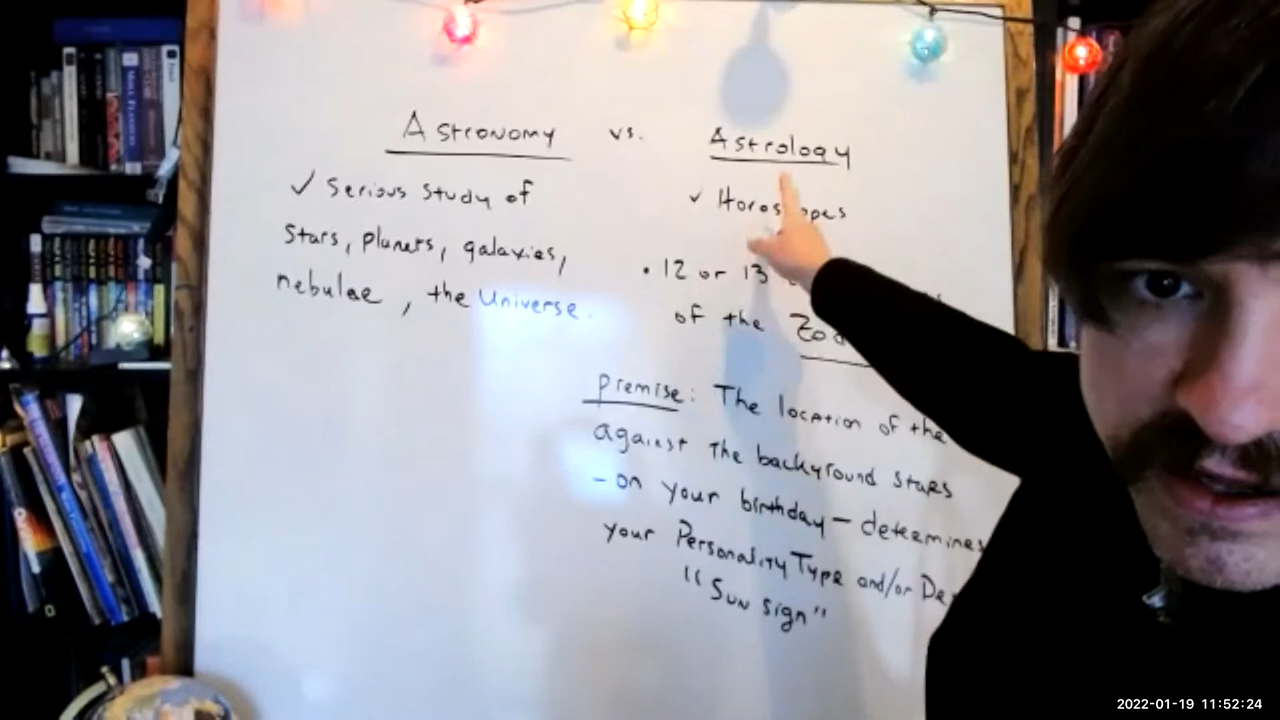 Astronomy vs. Astrology
✓ Serious Study of
Stars, planets, galaxies,
nebulae, the Universe.
✓ Horoscopes
• 12 or 13
of the
premise: The location of the
against the background stars
- on your birthday - determines
your Personality Type and/or
"Sun sign"
2022-01-19 11:52:24